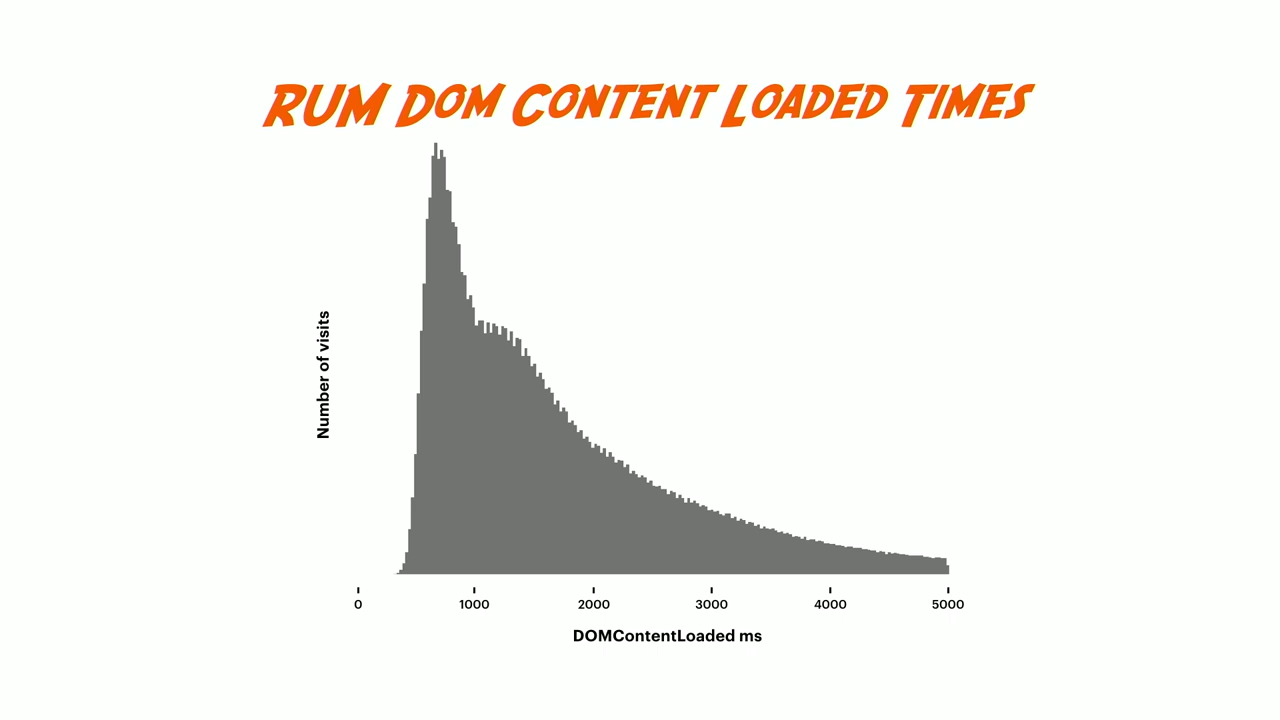 RUM DOM CONTENT LOADED TIMES
Number of visits
0 1000 2000 3000 4000 5000
DOMContentLoaded ms